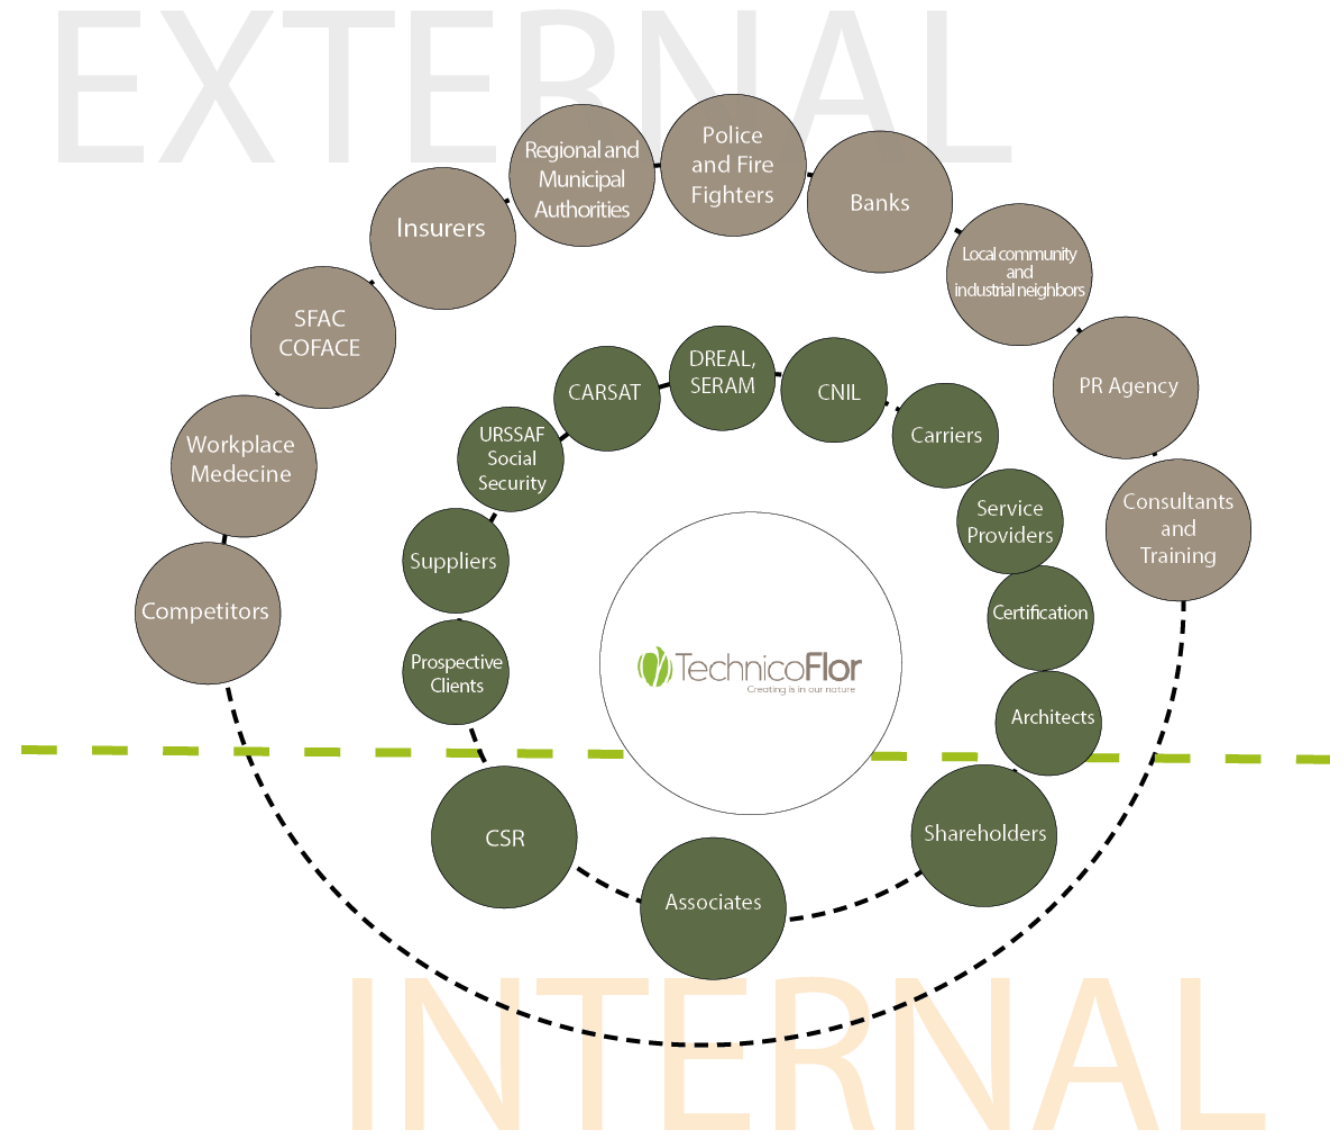 EXTERNAL
Police
and Fire
Fighters
Regional and
Municipal
Authorities
Banks
Insurers
Local community
and
industrial neighbors
SFAC
COFACE
PR Agency
Workplace
Medecine
Consultants
and
Training
Competitors
DREAL,
SERAM
CARSAT
CNIL
URSSAF
Social
Security
Carriers
Service
Providers
Suppliers
Certification
Prospective
Clients
Architects
TechnicoFlor
Creating is in our nature
CSR
Shareholders
Associates
INTERNAL